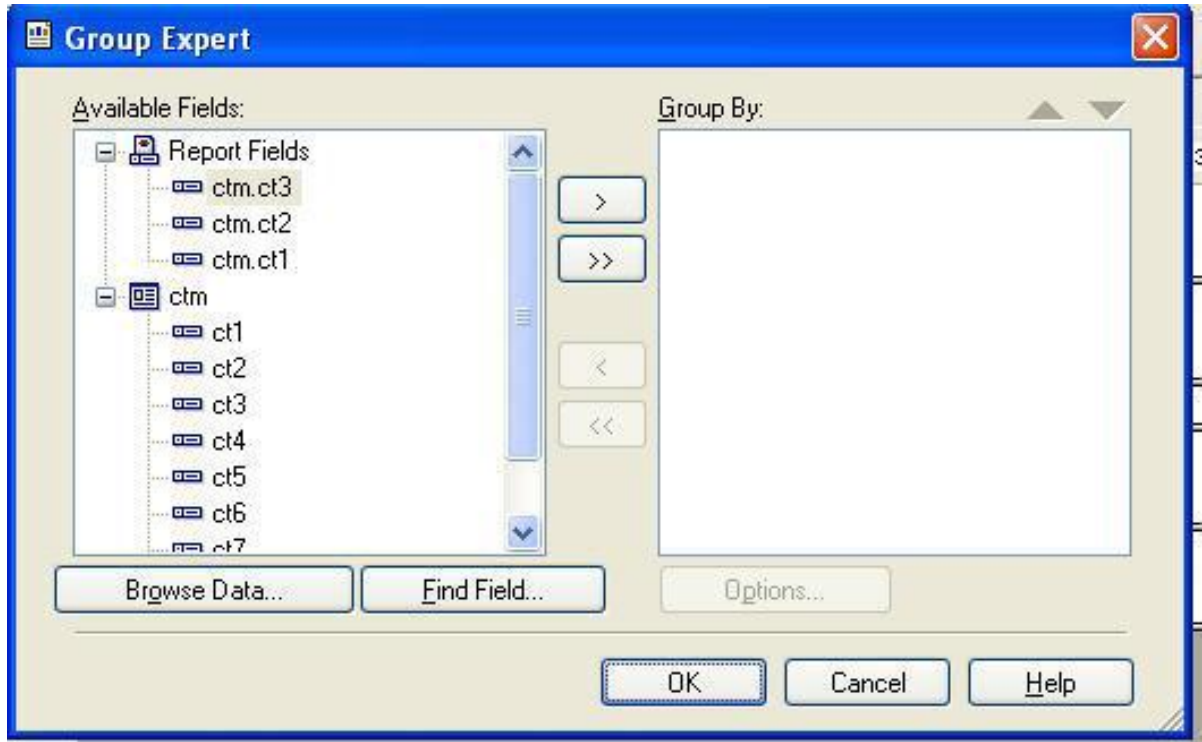 Group Expert
Available Fields:
Group By:
Report Fields
ctm.ct3
ctm.ct2
ctm.ct1
ctm
ct1
ct2
ct3
ct4
ct5
ct6
ct7
>
>>
<
<<
Browse Data...
Find Field...
Options...
OK
Cancel
Help